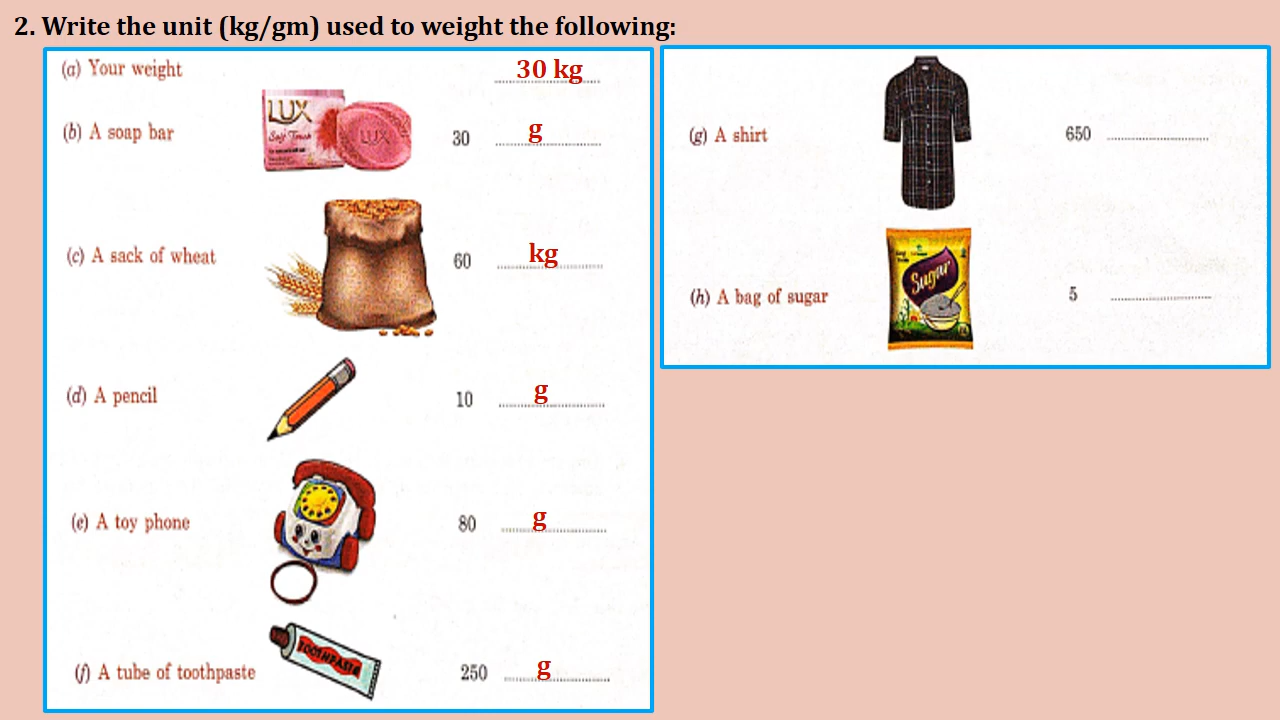 2. Write the unit (kg/gm) used to weight the following:
(a) Your weight 30 kg
LUX
Soft Touch
LUX
(b) A soap bar 30 g
(c) A sack of wheat 60 kg
(d) A pencil 10 g
(e) A toy phone 80 g
TOOTHPASTE
(f) A tube of toothpaste 250 g
(g) A shirt 650
Sugar
(h) A bag of sugar 5